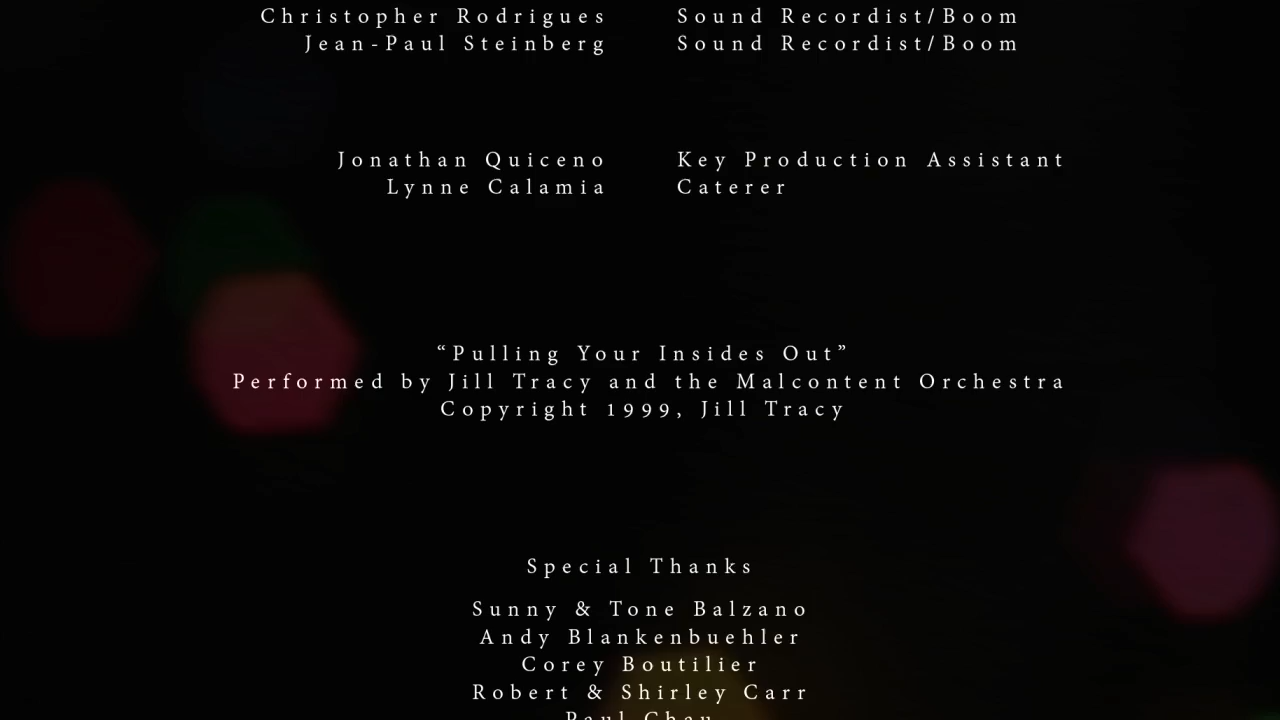 Christopher Rodrigues Sound Recordist/Boom
Jean-Paul Steinberg Sound Recordist/Boom
Jonathan Quiceno Key Production Assistant
Lynne Calamia Caterer
“Pulling Your Insides Out”
Performed by Jill Tracy and the Malcontent Orchestra
Copyright 1999, Jill Tracy
Special Thanks
Sunny & Tone Balzano
Andy Blankenbuehler
Corey Boutilier
Robert & Shirley Carr
Paul